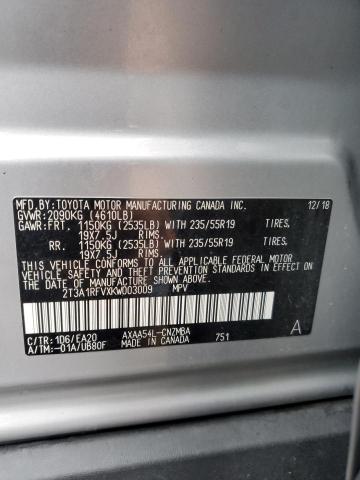 MFD.BY:TOYOTA MOTOR MANUFACTURING CANADA INC. 12/18
GVWR:2090KG (4610LB)
GAWR:FRT. 1150KG (2535LB) WITH 235/55R19 TIRES.
19X7.5J RIMS.
RR. 1150KG (2535LB) WITH 235/55R19 TIRES.
19X7.5J RIMS.
THIS VEHICLE CONFORMS TO ALL APPLICABLE FEDERAL MOTOR
VEHICLE SAFETY AND THEFT PREVENTION STANDARDS IN EFFECT ON
THE DATE OF MANUFACTURE SHOWN ABOVE.
2T3A1RFVXKW003009 MPV
C/TR:1D6/EA20 AXAA54L-CNZMBA A
A/TM:-01A/UB80F 751